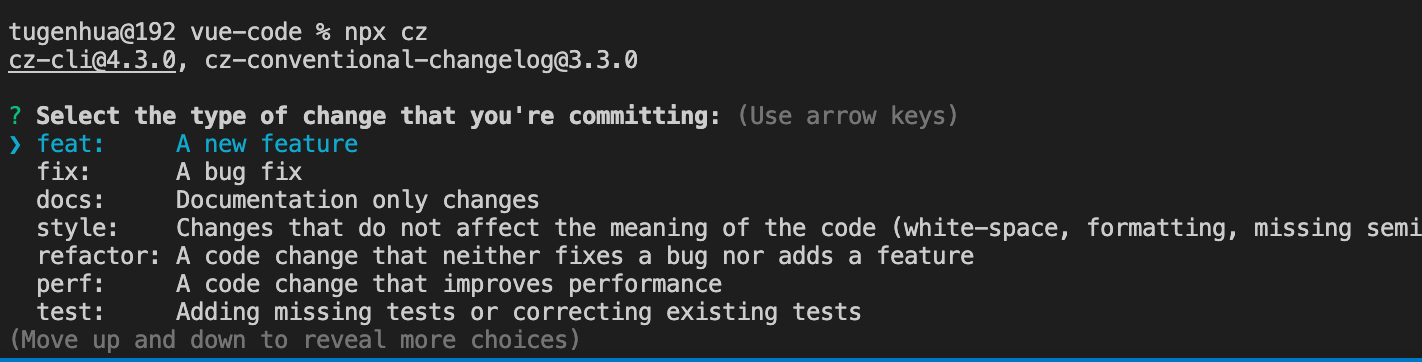 tugenhua@192 vue-code % npx cz
cz-cli@4.3.0, cz-conventional-changelog@3.3.0
? Select the type of change that you're committing: (Use arrow keys)
❯ feat:     A new feature
  fix:      A bug fix
  docs:     Documentation only changes
  style:    Changes that do not affect the meaning of the code (white-space, formatting, missing semi
  refactor: A code change that neither fixes a bug nor adds a feature
  perf:     A code change that improves performance
  test:     Adding missing tests or correcting existing tests
(Move up and down to reveal more choices)